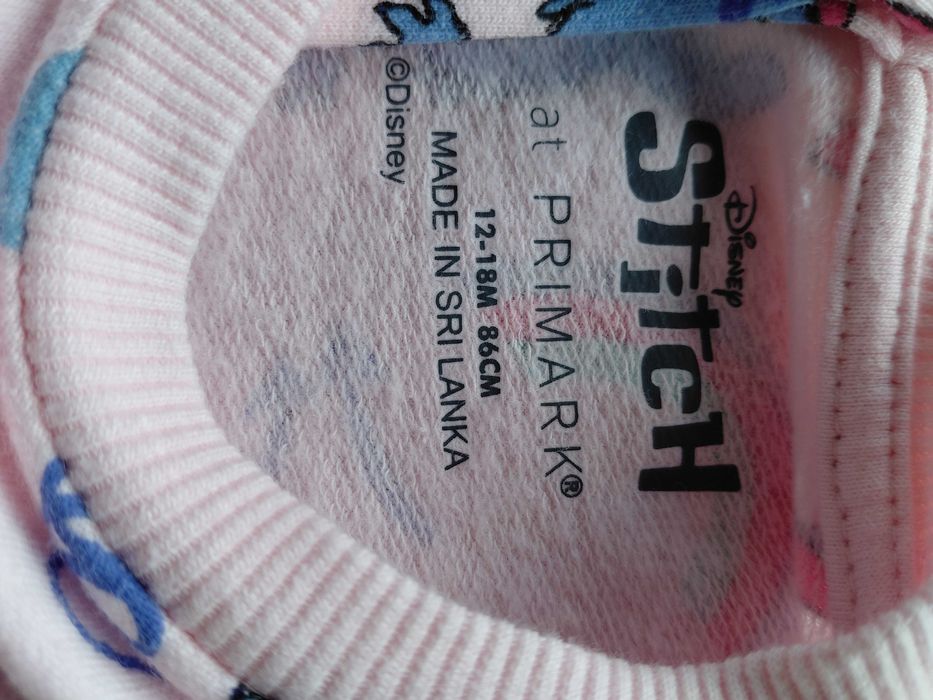 Disney
Stitch
at PRIMARK®
12-18M 86CM
MADE IN SRI LANKA
©Disney